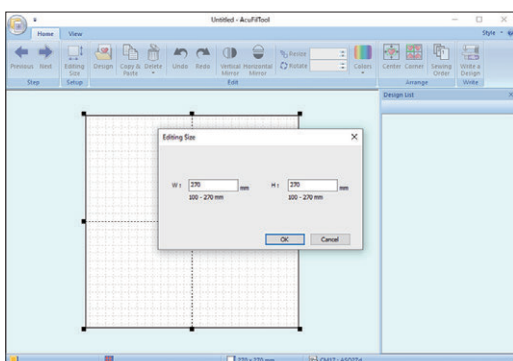 Untitled - AcuFilTool
Home View Style
Previous Next Editing Size Design Copy & Paste Delete Undo Redo Vertical Mirror Horizontal Mirror Resize Rotate Colors Center Corner Sewing Order Write a Design
Step Setup Edit Arrange Write
Design List
Editing Size
W : 270 mm H : 270 mm
100 - 270 mm 100 - 270 mm
OK Cancel
270 × 270 mm